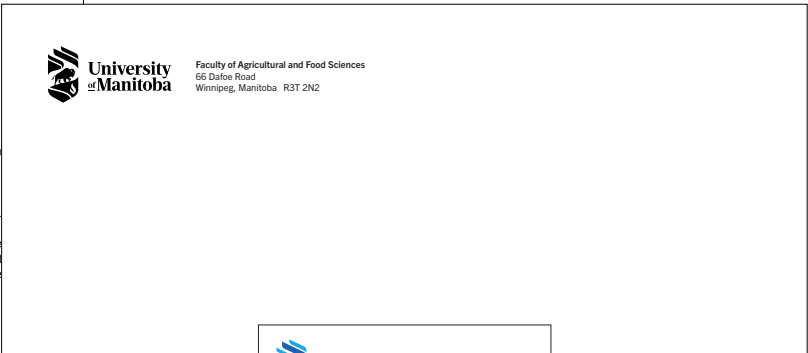 University
of Manitoba
Faculty of Agricultural and Food Sciences
66 Dafoe Road
Winnipeg, Manitoba R3T 2N2